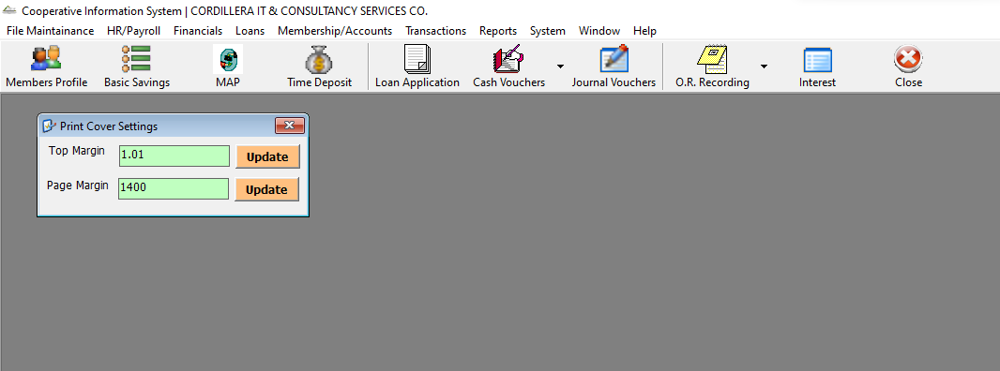 Cooperative Information System | CORDILLERA IT & CONSULTANCY SERVICES CO.
File Maintainance HR/Payroll Financials Loans Membership/Accounts Transactions Reports System Window Help
Members Profile Basic Savings MAP Time Deposit Loan Application Cash Vouchers Journal Vouchers O.R. Recording Interest Close
Print Cover Settings
Top Margin 1.01 Update
Page Margin 1400 Update